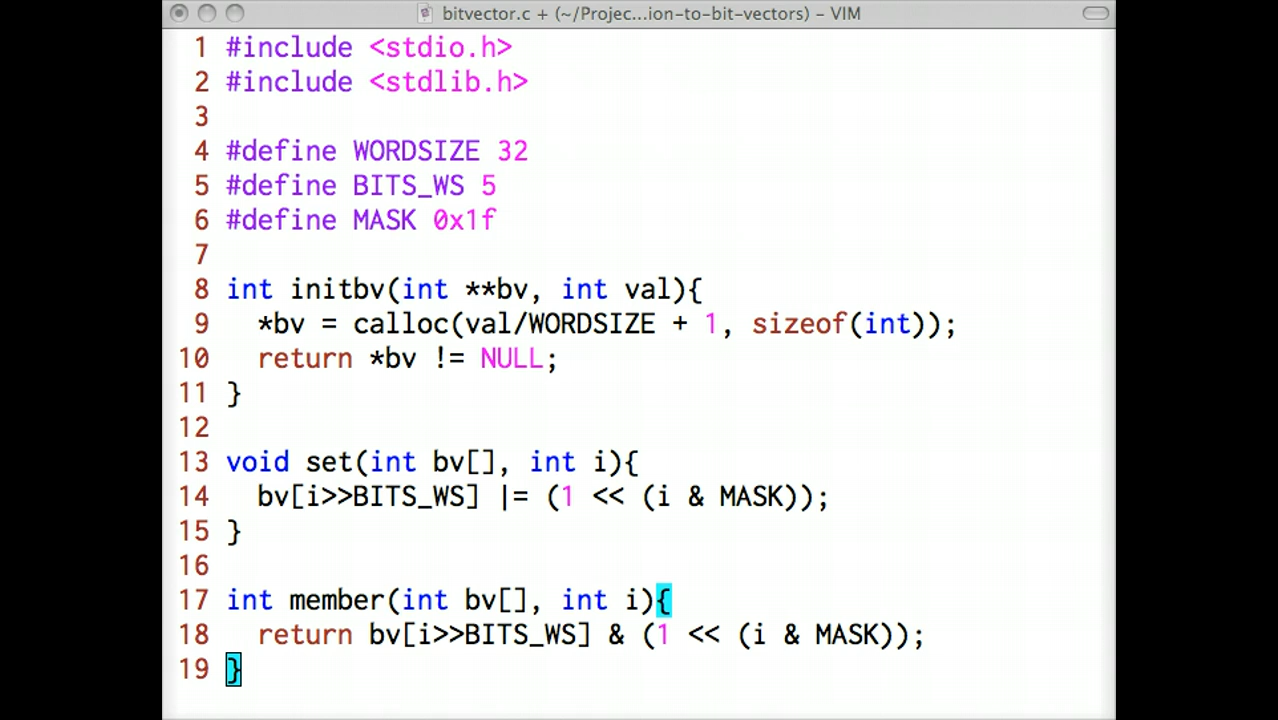 bitvector.c + (~/Projec...ion-to-bit-vectors) – VIM
1 #include <stdio.h>
2 #include <stdlib.h>
3
4 #define WORDSIZE 32
5 #define BITS_WS 5
6 #define MASK 0x1f
7
8 int initbv(int **bv, int val){
9   *bv = calloc(val/WORDSIZE + 1, sizeof(int));
10   return *bv != NULL;
11 }
12
13 void set(int bv[], int i){
14   bv[i>>BITS_WS] |= (1 << (i & MASK));
15 }
16
17 int member(int bv[], int i){
18   return bv[i>>BITS_WS] & (1 << (i & MASK));
19 }